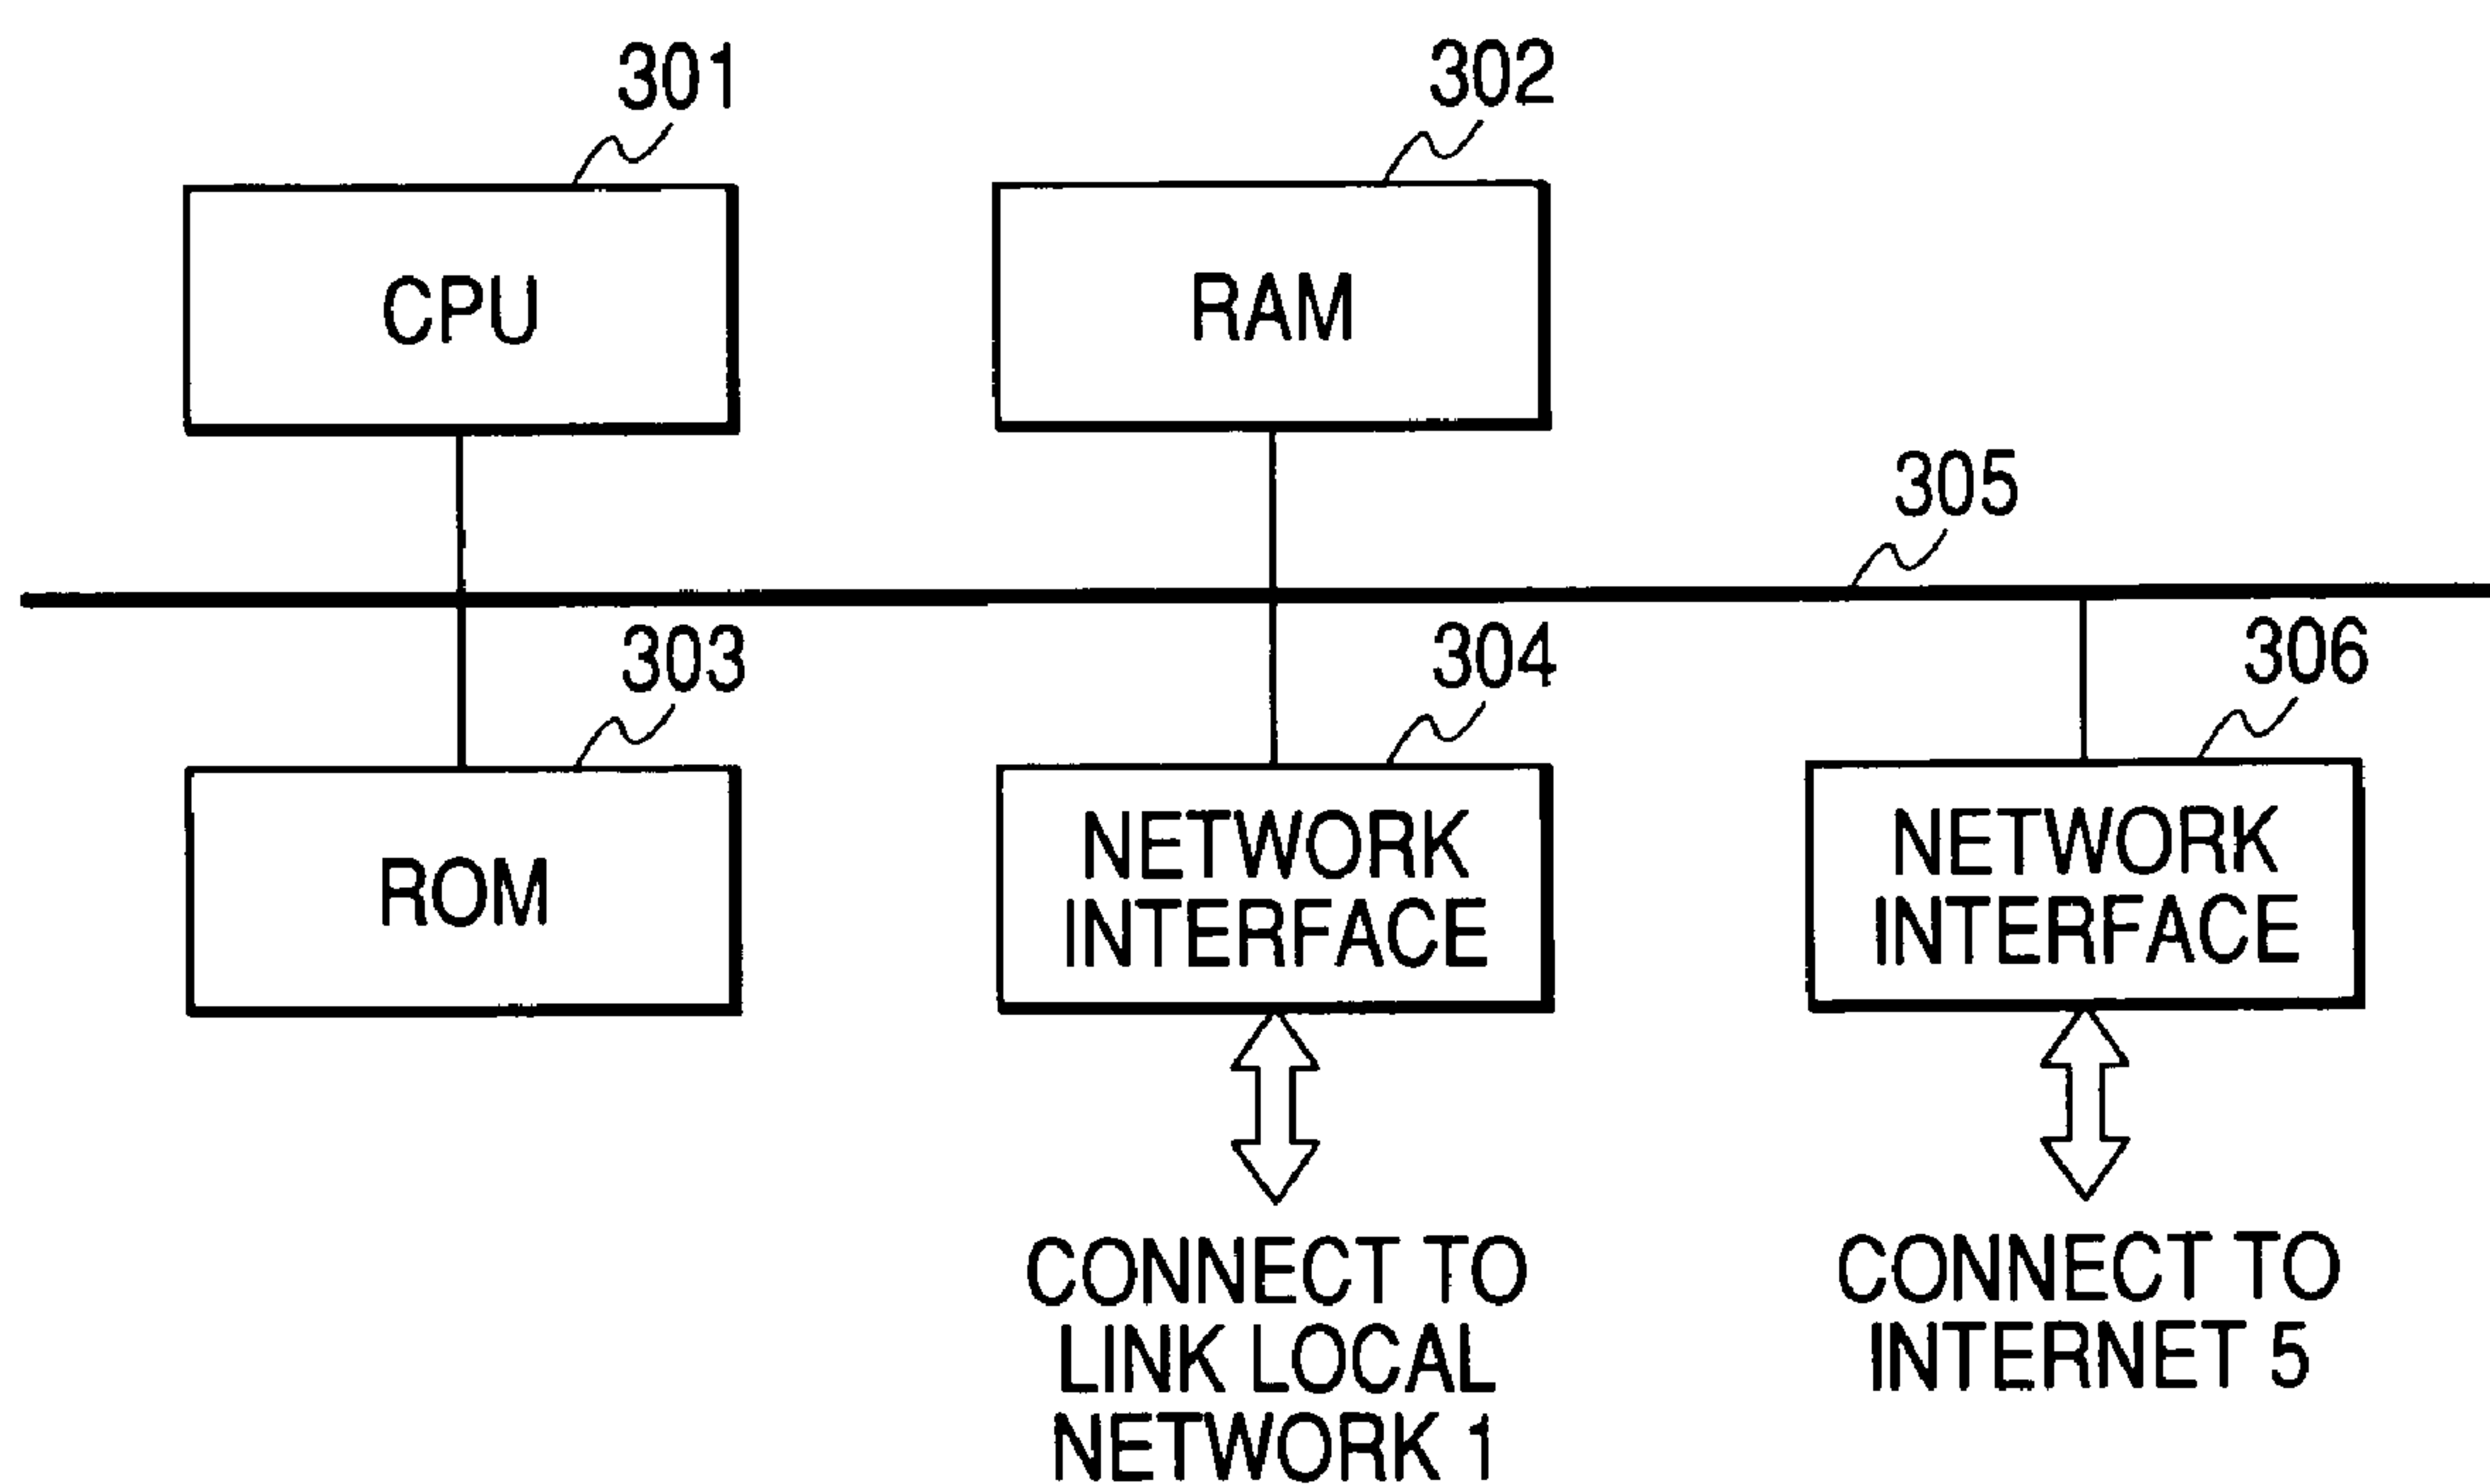 301
302
CPU
RAM
305
303
304
306
ROM
NETWORK
INTERFACE
NETWORK
INTERFACE
CONNECT TO
LINK LOCAL
NETWORK 1
CONNECT TO
INTERNET 5